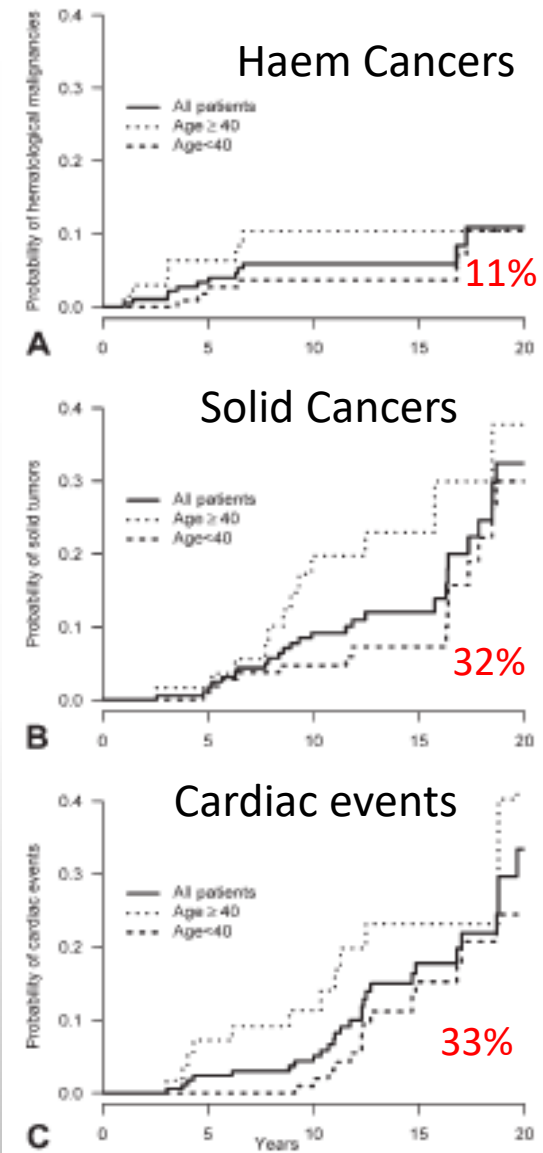 Haem Cancers
Probability of hematological malignancies
0.4
0.3
0.2
0.1
0.0
All patients
Age ≥ 40
Age<40
11%
A
0 5 10 15 20
Solid Cancers
Probability of solid tumors
0.4
0.3
0.2
0.1
0.0
All patients
Age ≥ 40
Age<40
32%
B
0 5 10 15 20
Cardiac events
Probability of cardiac events
0.4
0.3
0.2
0.1
0.0
All patients
Age ≥ 40
Age<40
33%
C
0 5 10 15 20
Years